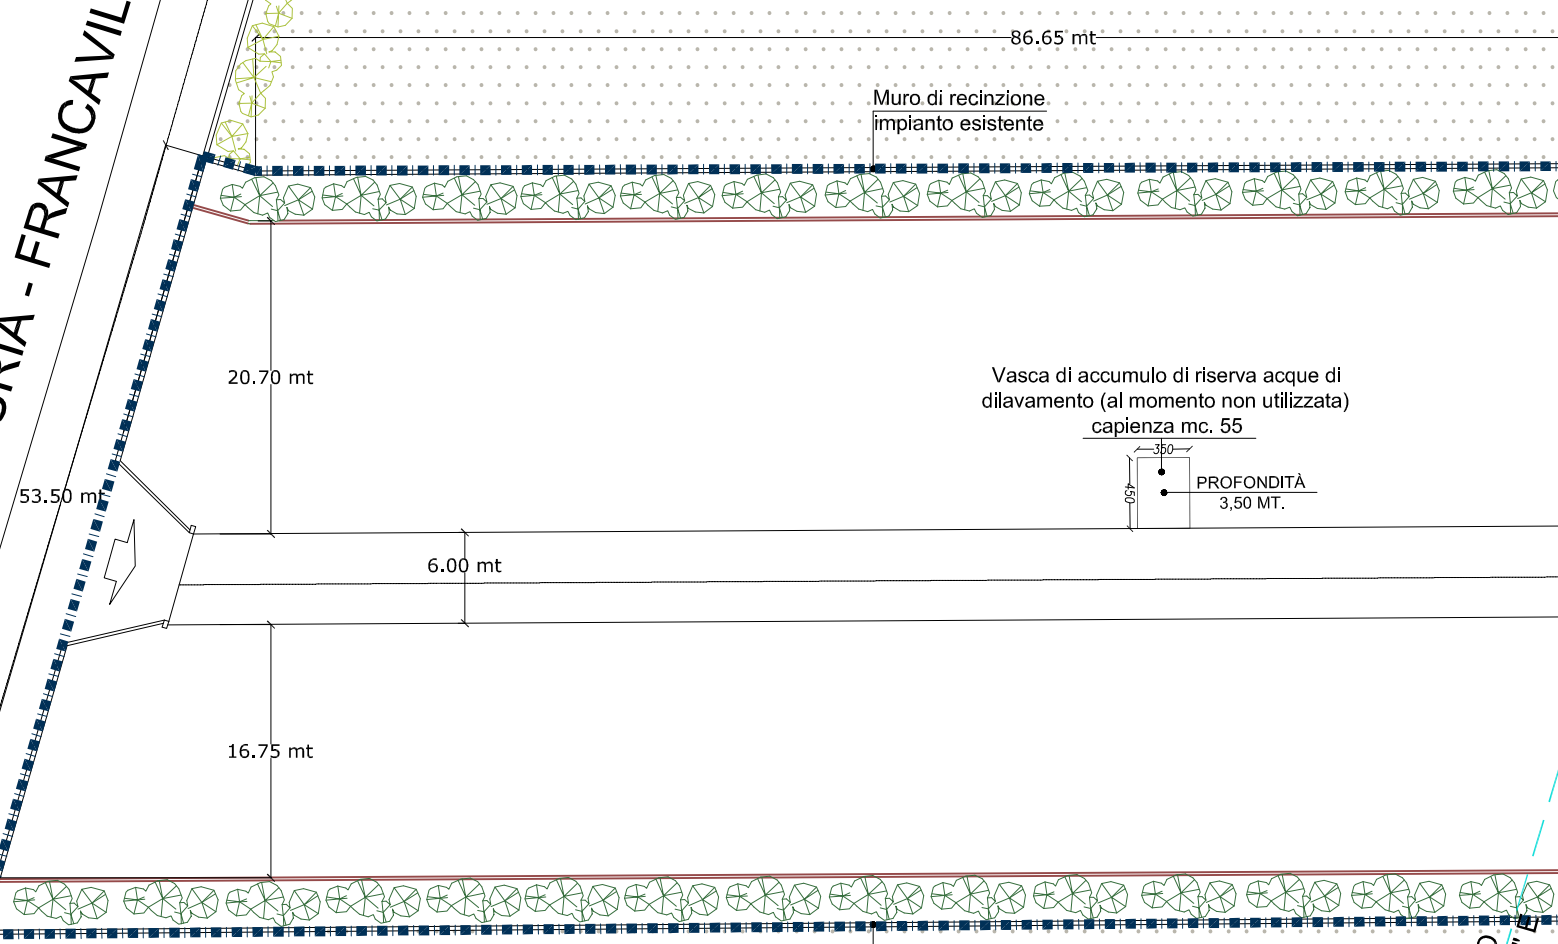 86.65 mt
Muro di recinzione
impianto esistente
- FRANCAVIL
20.70 mt
Vasca di accumulo di riserva acque di
dilavamento (al momento non utilizzata)
capienza mc. 55
350
450
PROFONDITÀ
3,50 MT.
53.50 mt
6.00 mt
16.75 mt